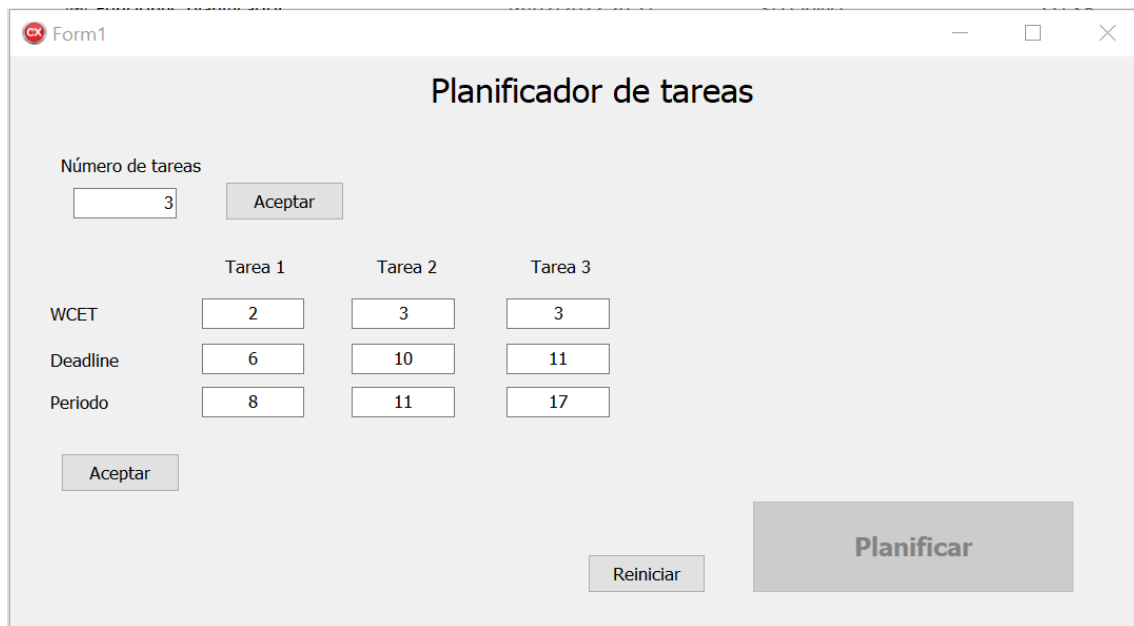 CX Form1
Planificador de tareas
Número de tareas
3 Aceptar
Tarea 1 Tarea 2 Tarea 3
WCET 2 3 3
Deadline 6 10 11
Periodo 8 11 17
Aceptar
Planificar
Reiniciar